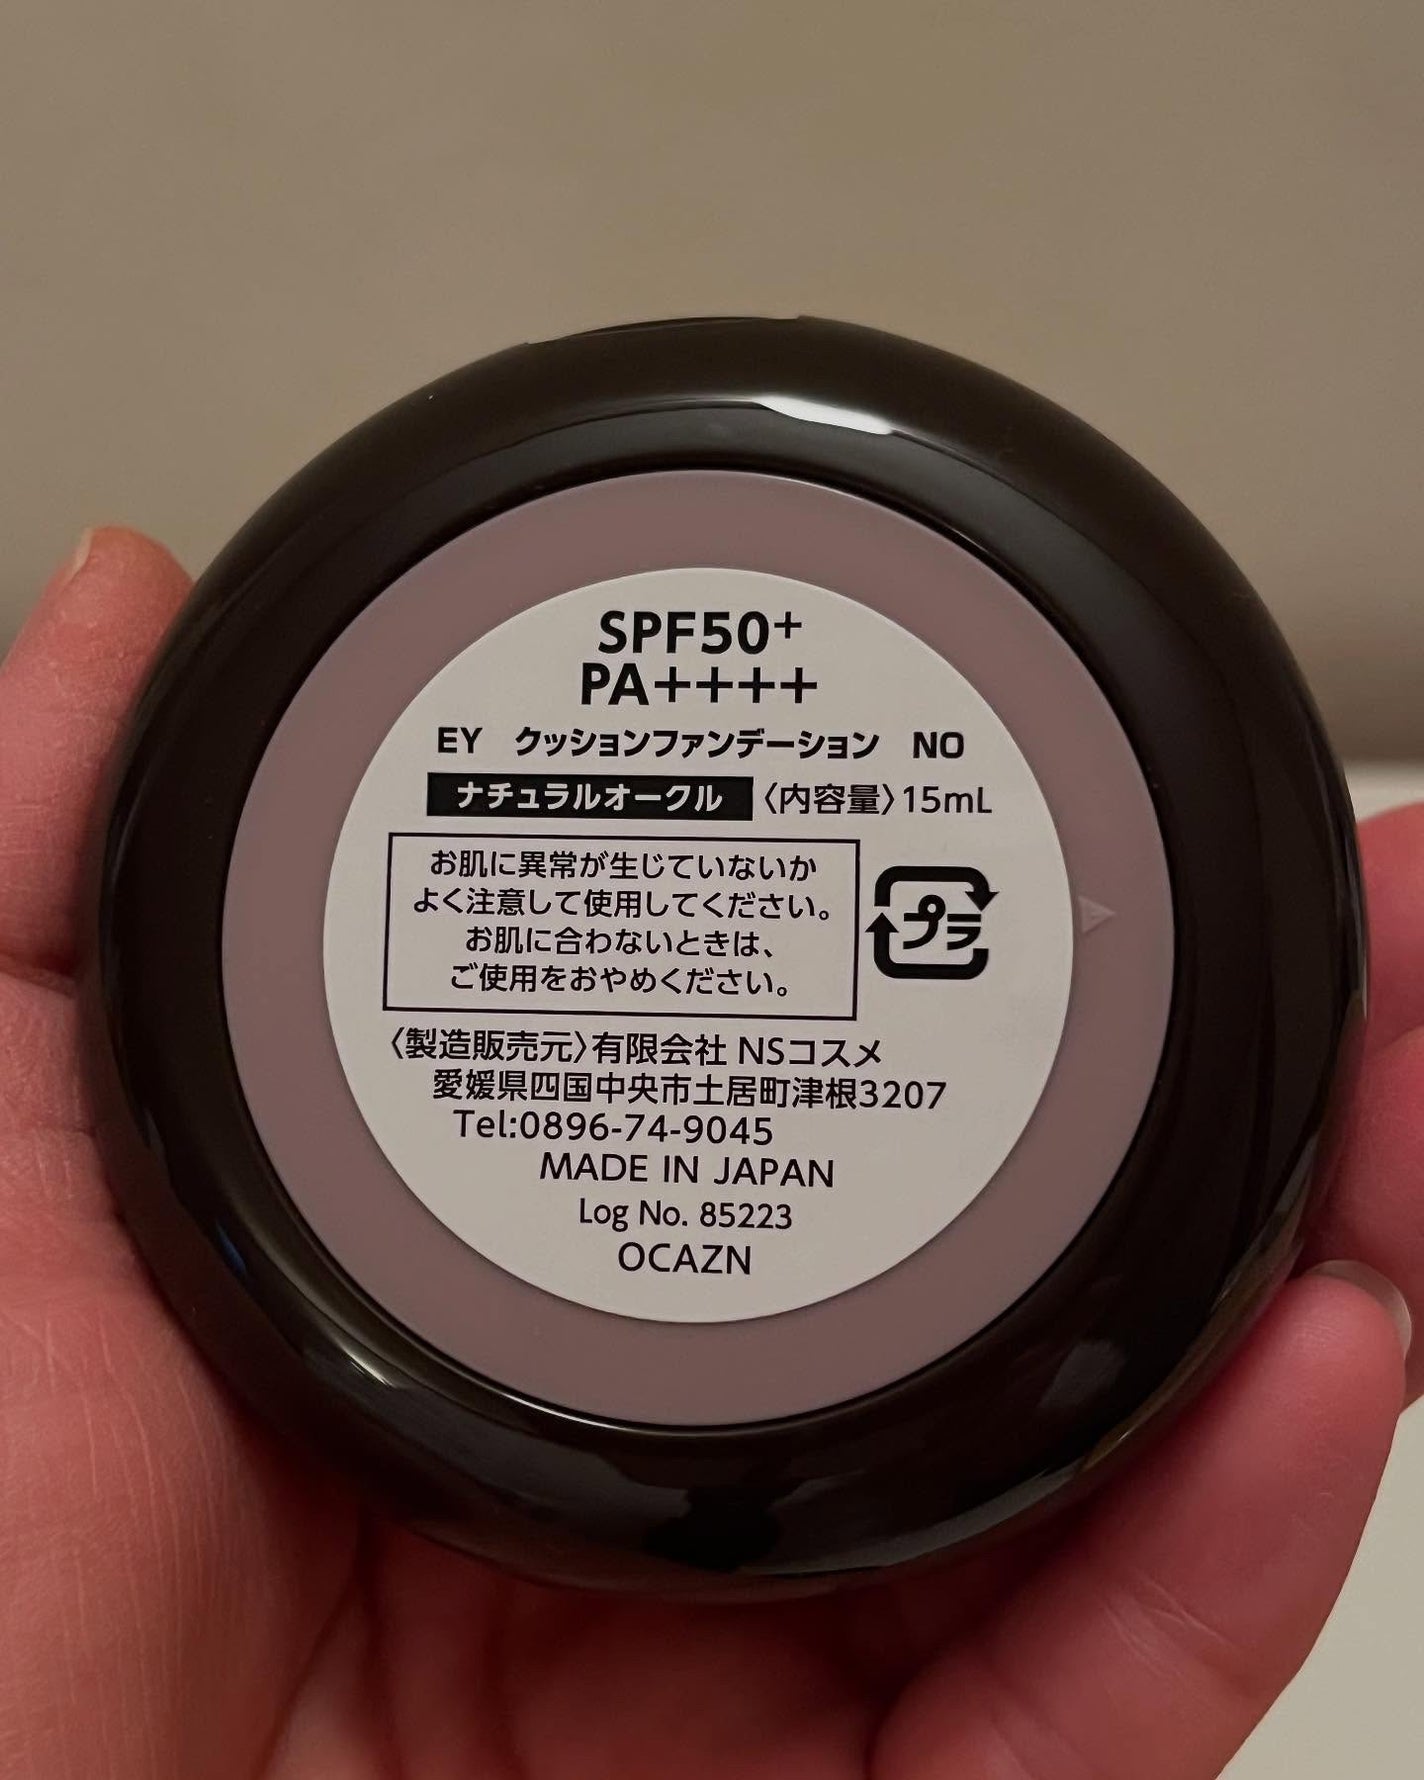 SPF50+
PA++++
EY クッションファンデーション NO
ナチュラルオークル 〈内容量〉15mL
お肌に異常が生じていないか
よく注意して使用してください。
お肌に合わないときは、
ご使用をおやめください。
プラ
〈製造販売元〉有限会社 NSコスメ
愛媛県四国中央市土居町津根3207
Tel:0896-74-9045
MADE IN JAPAN
Log No. 85223
OCAZN